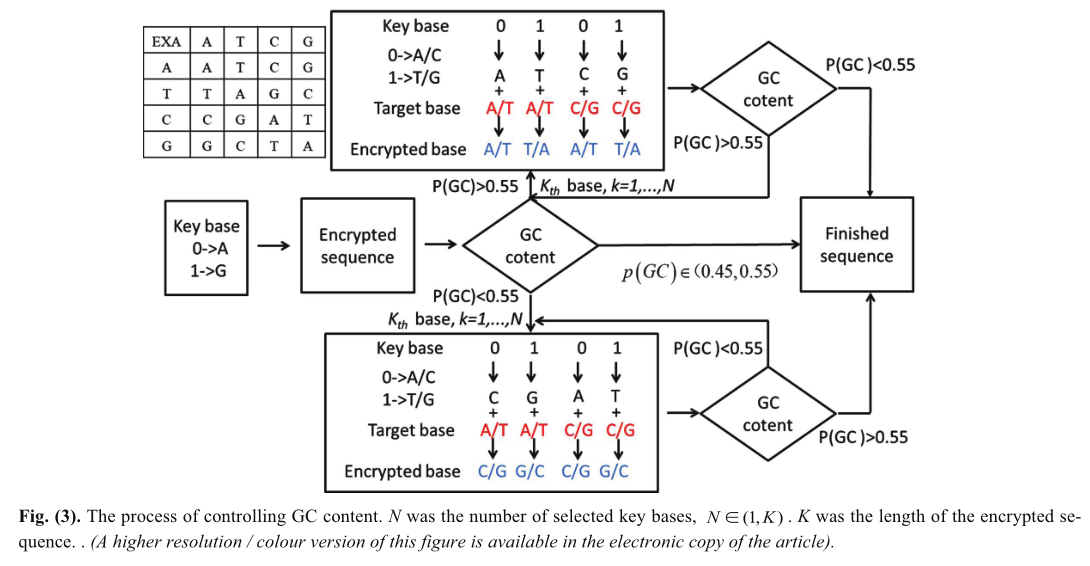 EXA A T C G
A A T C G
T T A G C
C C G A T
G G C T A
Key base 0 1 0 1
0->A/C
1->T/G
A T C G
+ + + +
Target base A/T A/T C/G C/G
Encrypted base A/T T/A A/T T/A
GC
cotent
P(GC)<0.55
P(GC)>0.55
P(GC)>0.55
Kth base, k=1,...,N
Key base
0->A
1->G
Encrypted
sequence
GC
cotent
p(GC)∈(0.45,0.55)
Finished
sequence
P(GC)<0.55
Kth base, k=1,...,N
Key base 0 1 0 1
0->A/C
1->T/G
C G A T
+ + + +
Target base A/T A/T C/G C/G
Encrypted base C/G G/C C/G G/C
P(GC)<0.55
GC
cotent
P(GC)>0.55
Fig. (3). The process of controlling GC content. N was the number of selected key bases, N∈(1,K). K was the length of the encrypted se-
quence. . (A higher resolution / colour version of this figure is available in the electronic copy of the article).